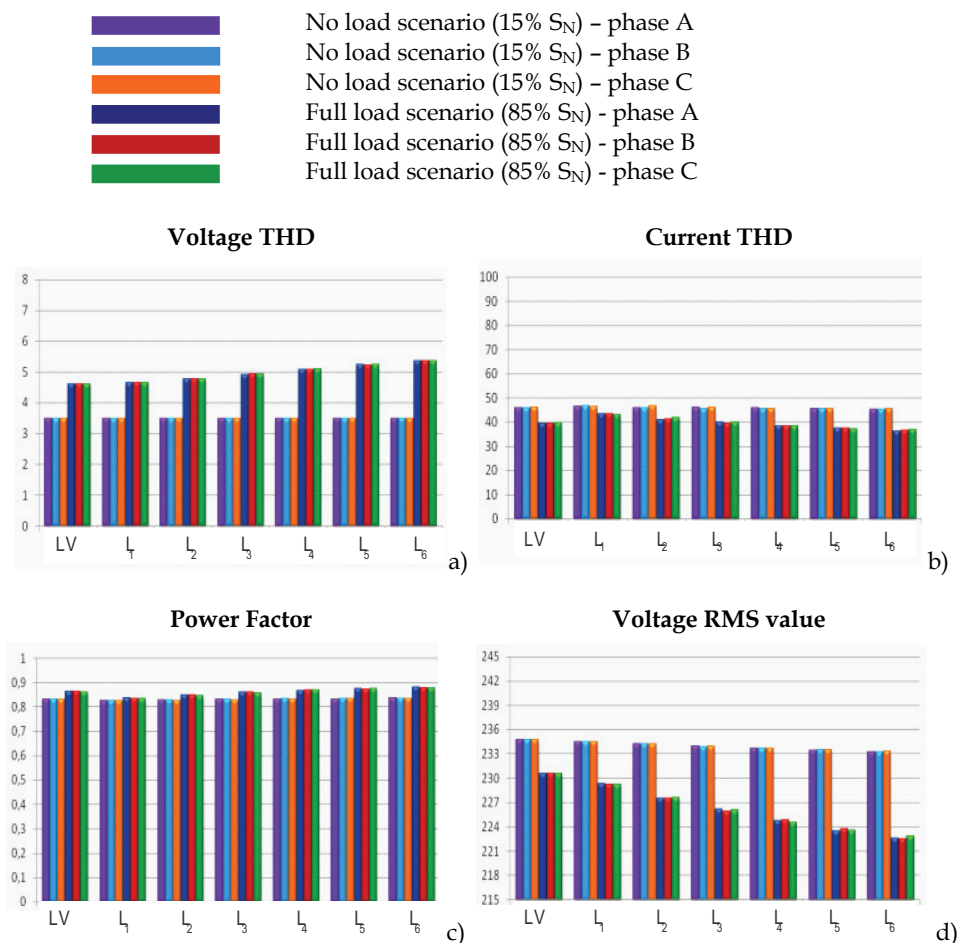 No load scenario (15% S_N) – phase A
No load scenario (15% S_N) – phase B
No load scenario (15% S_N) – phase C
Full load scenario (85% S_N) - phase A
Full load scenario (85% S_N) - phase B
Full load scenario (85% S_N) - phase C
Voltage THD
8
7
6
5
4
3
2
1
0
LV L1 L2 L3 L4 L5 L6
a)
Current THD
100
90
80
70
60
50
40
30
20
10
0
LV L1 L2 L3 L4 L5 L6
b)
Power Factor
1
0,9
0,8
0,7
0,6
0,5
0,4
0,3
0,2
0,1
0
LV L1 L2 L3 L4 L5 L6
c)
Voltage RMS value
245
242
239
236
233
230
227
224
221
218
215
LV L1 L2 L3 L4 L5 L6
d)